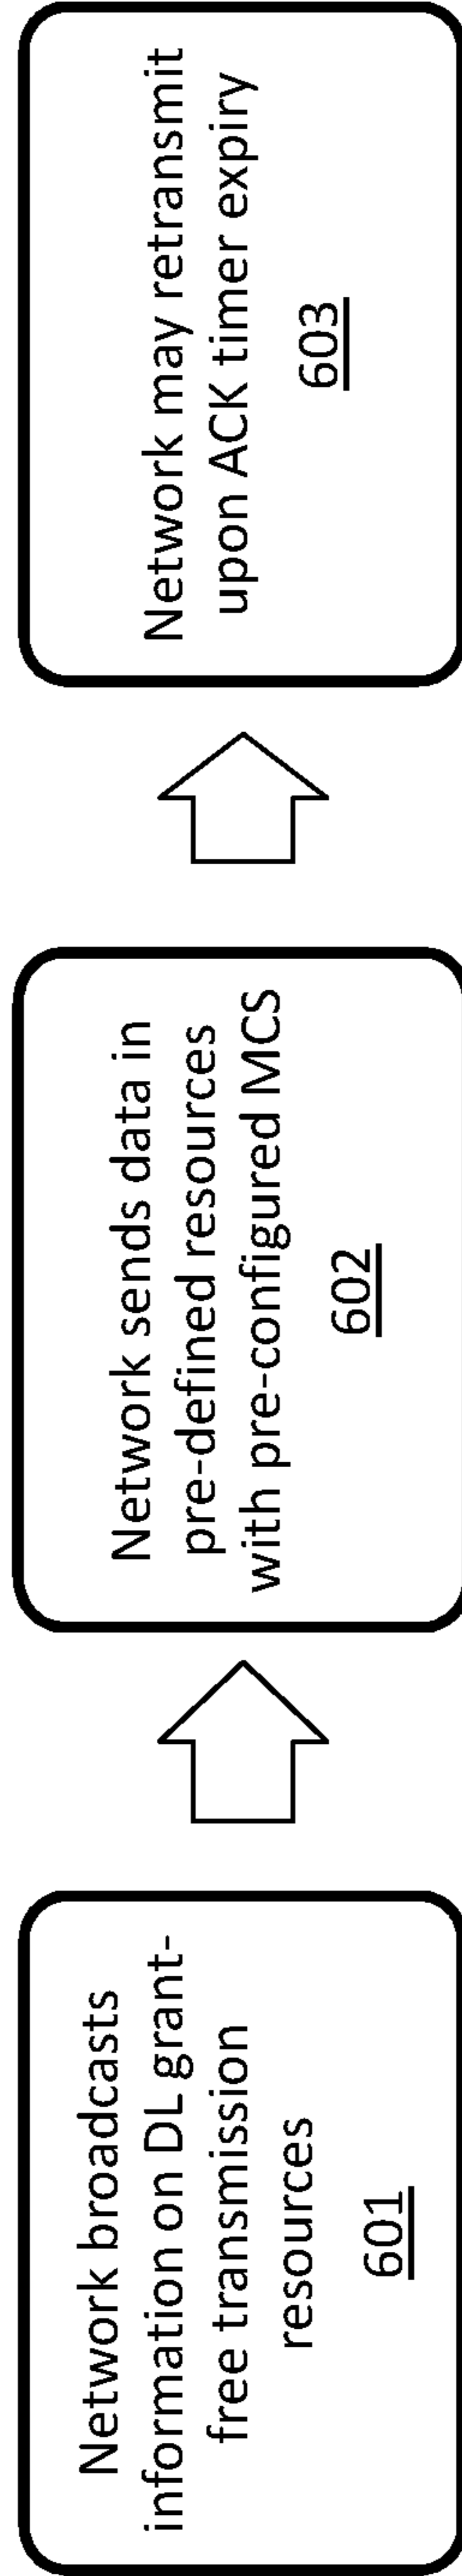 Network broadcasts
information on DL grant-
free transmission
resources
601
Network sends data in
pre-defined resources
with pre-configured MCS
602
Network may retransmit
upon ACK timer expiry
603